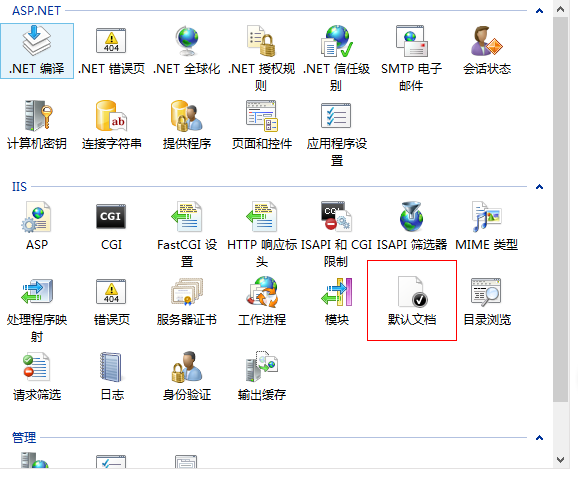 ASP.NET
.NET 编译 .NET 错误页 .NET 全球化 .NET 授权规 .NET 信任级 SMTP 电子 会话状态
404
则 别 邮件
ab
计算机密钥 连接字符串 提供程序 页面和控件 应用程序设
置
IIS
CGI CGI
ASP CGI FastCGI 设 HTTP 响应标 ISAPI 和 CGI ISAPI 筛选器 MIME 类型
置 头 限制
404
处理程序映 错误页 服务器证书 工作进程 模块 默认文档 目录浏览
射
请求筛选 日志 身份验证 输出缓存
管理